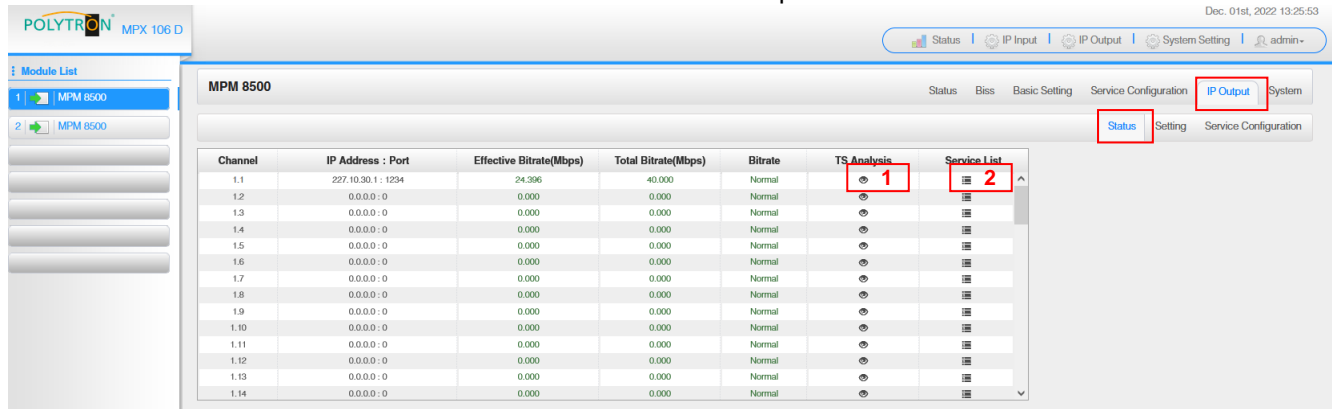 Dec. 01st, 2022 13:25:53
POLYTRON MPX 106 D
Status IP Input IP Output System Setting admin
Module List
1 MPM 8500
2 MPM 8500
MPM 8500
Status Biss Basic Setting Service Configuration IP Output System
Status Setting Service Configuration
Channel IP Address : Port Effective Bitrate(Mbps) Total Bitrate(Mbps) Bitrate TS Analysis Service List
1.1 227.10.30.1 : 1234 24.396 40.000 Normal 1 2
1.2 0.0.0.0 : 0 0.000 0.000 Normal
1.3 0.0.0.0 : 0 0.000 0.000 Normal
1.4 0.0.0.0 : 0 0.000 0.000 Normal
1.5 0.0.0.0 : 0 0.000 0.000 Normal
1.6 0.0.0.0 : 0 0.000 0.000 Normal
1.7 0.0.0.0 : 0 0.000 0.000 Normal
1.8 0.0.0.0 : 0 0.000 0.000 Normal
1.9 0.0.0.0 : 0 0.000 0.000 Normal
1.10 0.0.0.0 : 0 0.000 0.000 Normal
1.11 0.0.0.0 : 0 0.000 0.000 Normal
1.12 0.0.0.0 : 0 0.000 0.000 Normal
1.13 0.0.0.0 : 0 0.000 0.000 Normal
1.14 0.0.0.0 : 0 0.000 0.000 Normal